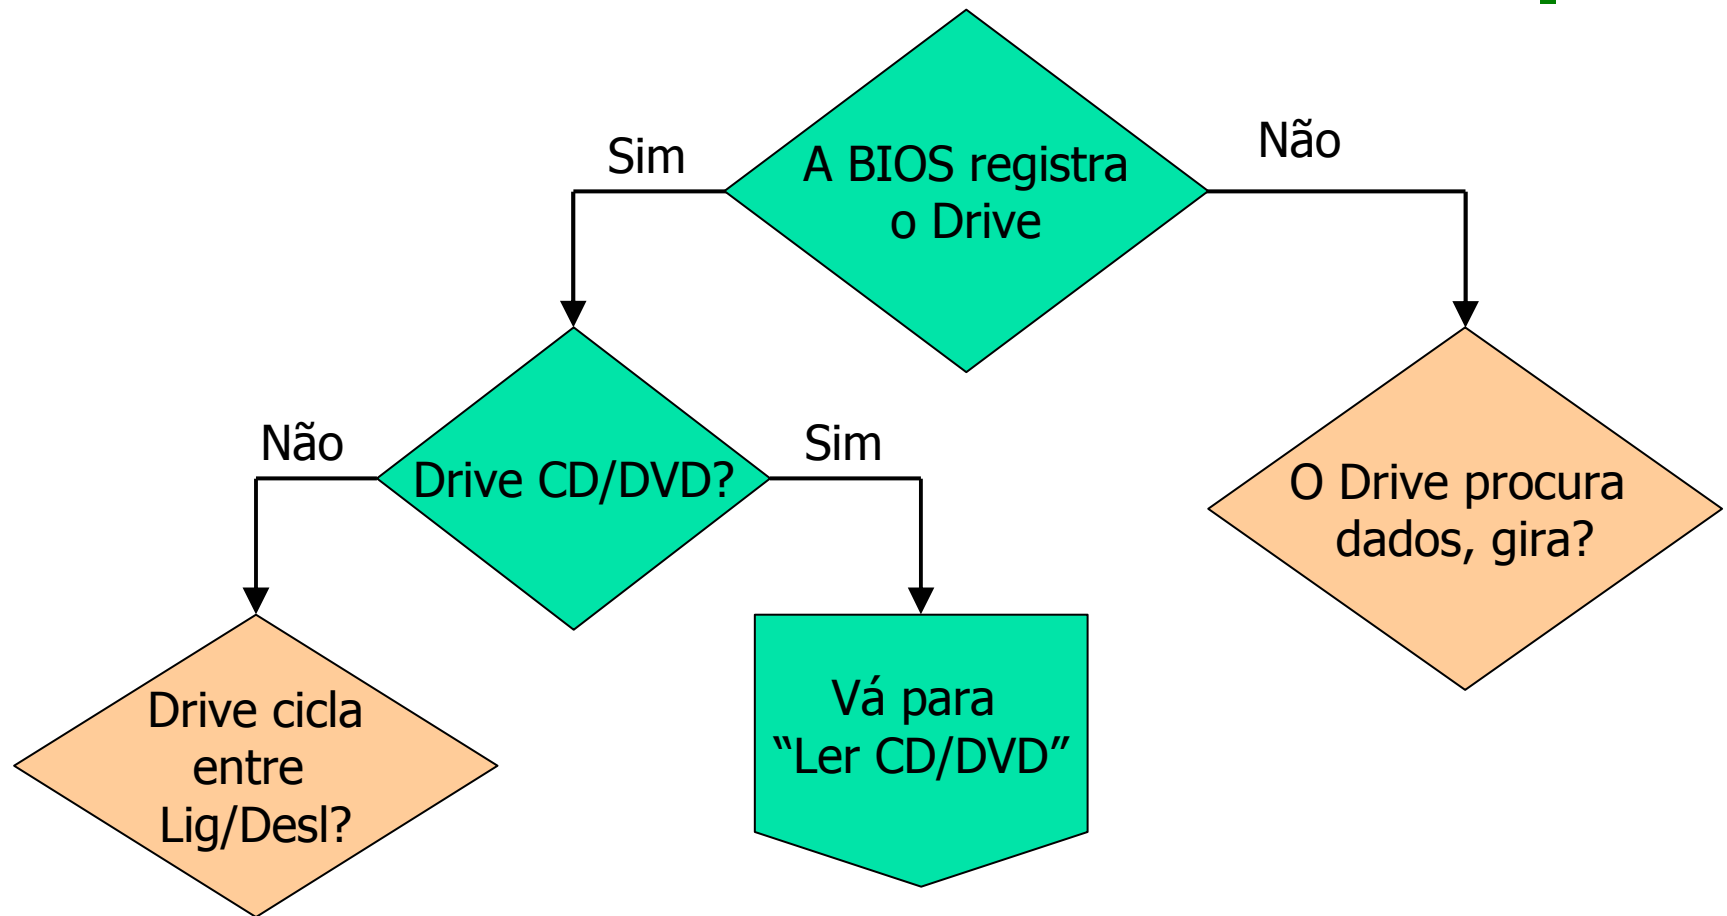 Sim
A BIOS registra
o Drive
Não
Não
Drive CD/DVD?
Sim
O Drive procura
dados, gira?
Drive cicla
entre
Lig/Desl?
Vá para
“Ler CD/DVD”